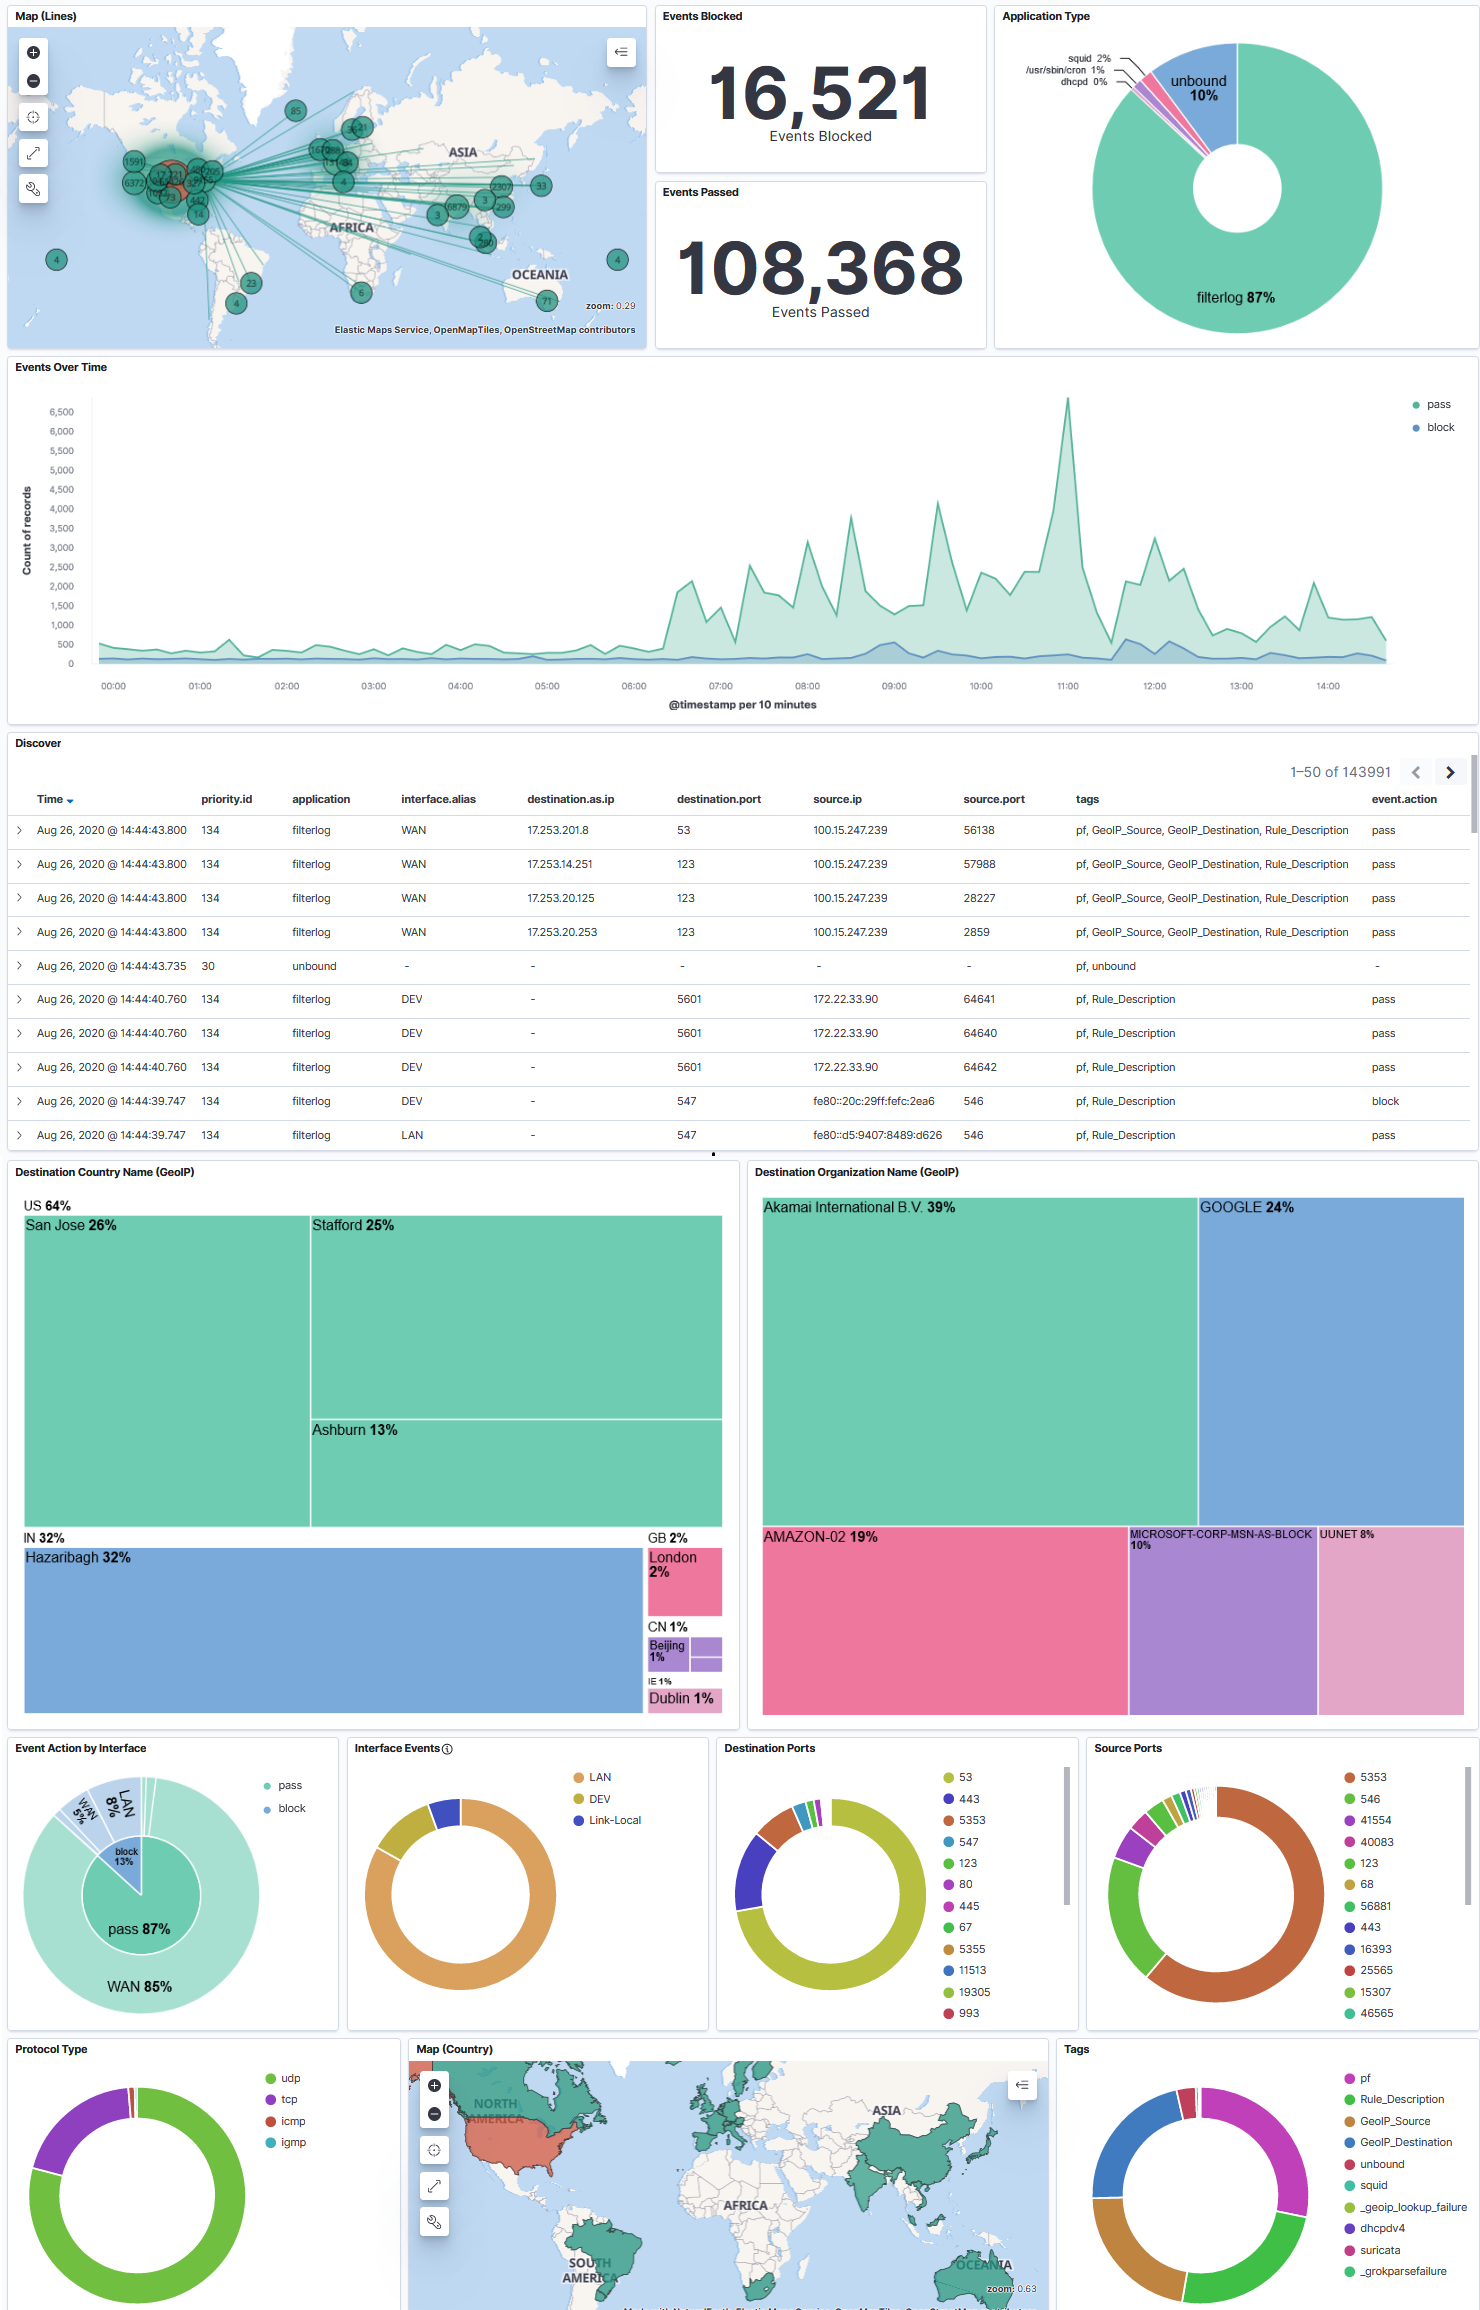 Map (Lines)
85
1591
6372
14
442
73
4
3
6879
2307
3
299
33
280
ASIA
AFRICA
OCEANIA
4
23
4
6
71
4
zoom: 0.29
Elastic Maps Service, OpenMapTiles, OpenStreetMap contributors
Events Blocked
16,521
Events Blocked
Events Passed
108,368
Events Passed
Application Type
squid 2%
/usr/sbin/cron 1%
dhcpd 0%
unbound
10%
filterlog 87%
Events Over Time
6,500
6,000
5,500
5,000
4,500
4,000
3,500
3,000
2,500
2,000
1,500
1,000
500
0
Count of records
00:00 01:00 02:00 03:00 04:00 05:00 06:00 07:00 08:00 09:00 10:00 11:00 12:00 13:00 14:00
@timestamp per 10 minutes
pass
block
Discover
1–50 of 143991
Time priority.id application interface.alias destination.as.ip destination.port source.ip source.port tags event.action
Aug 26, 2020 @ 14:44:43.800 134 filterlog WAN 17.253.201.8 53 100.15.247.239 56138 pf, GeoIP_Source, GeoIP_Destination, Rule_Description pass
Aug 26, 2020 @ 14:44:43.800 134 filterlog WAN 17.253.14.251 123 100.15.247.239 57988 pf, GeoIP_Source, GeoIP_Destination, Rule_Description pass
Aug 26, 2020 @ 14:44:43.800 134 filterlog WAN 17.253.20.125 123 100.15.247.239 28227 pf, GeoIP_Source, GeoIP_Destination, Rule_Description pass
Aug 26, 2020 @ 14:44:43.800 134 filterlog WAN 17.253.20.253 123 100.15.247.239 2859 pf, GeoIP_Source, GeoIP_Destination, Rule_Description pass
Aug 26, 2020 @ 14:44:43.735 30 unbound - - - - - pf, unbound -
Aug 26, 2020 @ 14:44:40.760 134 filterlog DEV - 5601 172.22.33.90 64641 pf, Rule_Description pass
Aug 26, 2020 @ 14:44:40.760 134 filterlog DEV - 5601 172.22.33.90 64640 pf, Rule_Description pass
Aug 26, 2020 @ 14:44:40.760 134 filterlog DEV - 5601 172.22.33.90 64642 pf, Rule_Description pass
Aug 26, 2020 @ 14:44:39.747 134 filterlog DEV - 547 fe80::20c:29ff:fefc:2ea6 546 pf, Rule_Description block
Aug 26, 2020 @ 14:44:39.747 134 filterlog LAN - 547 fe80::d5:9407:8489:d626 546 pf, Rule_Description pass
Destination Country Name (GeoIP)
US 64%
San Jose 26%
Stafford 25%
Ashburn 13%
IN 32%
Hazaribagh 32%
GB 2%
London
2%
CN 1%
Beijing
1%
IE 1%
Dublin 1%
Destination Organization Name (GeoIP)
Akamai International B.V. 39%
GOOGLE 24%
AMAZON-02 19%
MICROSOFT-CORP-MSN-AS-BLOCK
10%
UUNET 8%
Event Action by Interface
LAN
8%
WAN
5%
block
13%
pass 87%
WAN 85%
pass
block
Interface Events
LAN
DEV
Link-Local
Destination Ports
53
443
5353
547
123
80
445
67
5355
11513
19305
993
Source Ports
5353
546
41554
40083
123
68
56881
443
16393
25565
15307
46565
Protocol Type
udp
tcp
icmp
igmp
Map (Country)
NORTH
AMERICA
ASIA
AFRICA
SOUTH
AMERICA
OCEANIA
zoom: 0.63
Tags
pf
Rule_Description
GeoIP_Source
GeoIP_Destination
unbound
squid
_geoip_lookup_failure
dhcpdv4
suricata
_grokparsefailure